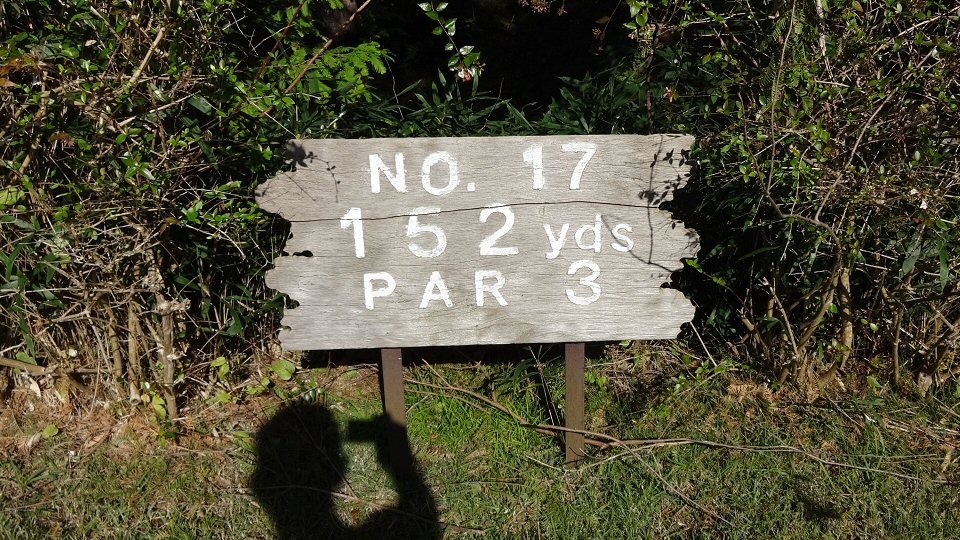 NO. 17
152 yds
PAR 3